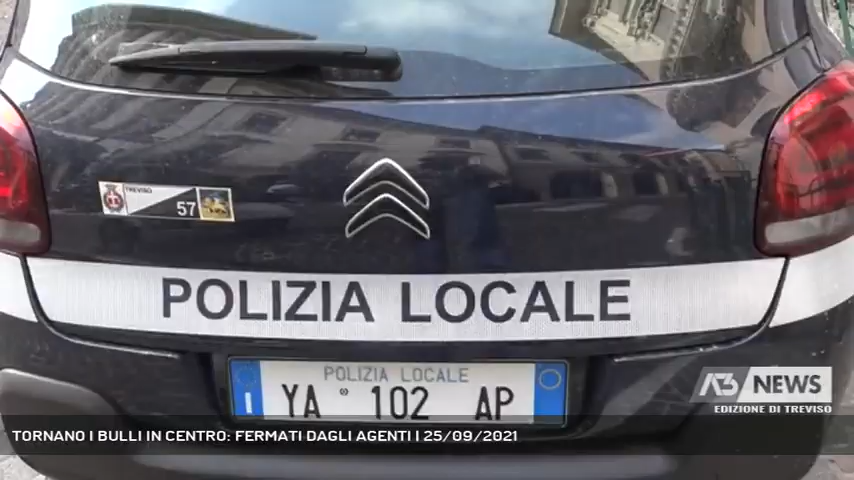 TREVISO
57
POLIZIA LOCALE
POLIZIA LOCALE
I
YA 102 AP
A3 NEWS
EDIZIONE DI TREVISO
TORNANO I BULLI IN CENTRO: FERMATI DAGLI AGENTI | 25/09/2021